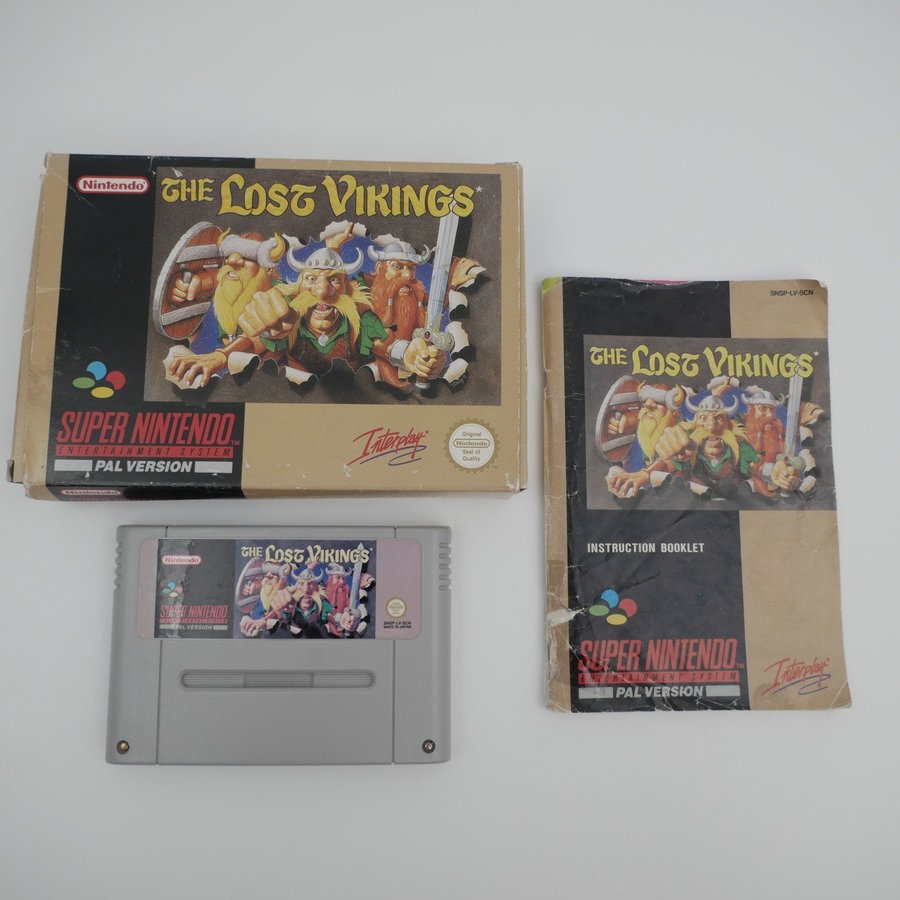 Nintendo
THE LOST VIKINGS*
SUPER NINTENDO™
ENTERTAINMENT SYSTEM
PAL VERSION
Interplay
Original
Nintendo
Seal of
Quality
Nintendo
SNSP-LV-SCN
THE LOST VIKINGS*
INSTRUCTION BOOKLET
SUPER NINTENDO™
ENTERTAINMENT SYSTEM
PAL VERSION
Interplay
Nintendo
THE LOST VIKINGS*
SUPER NINTENDO
ENTERTAINMENT SYSTEM
PAL VERSION
SNSP-LV-SCN
MADE IN JAPAN